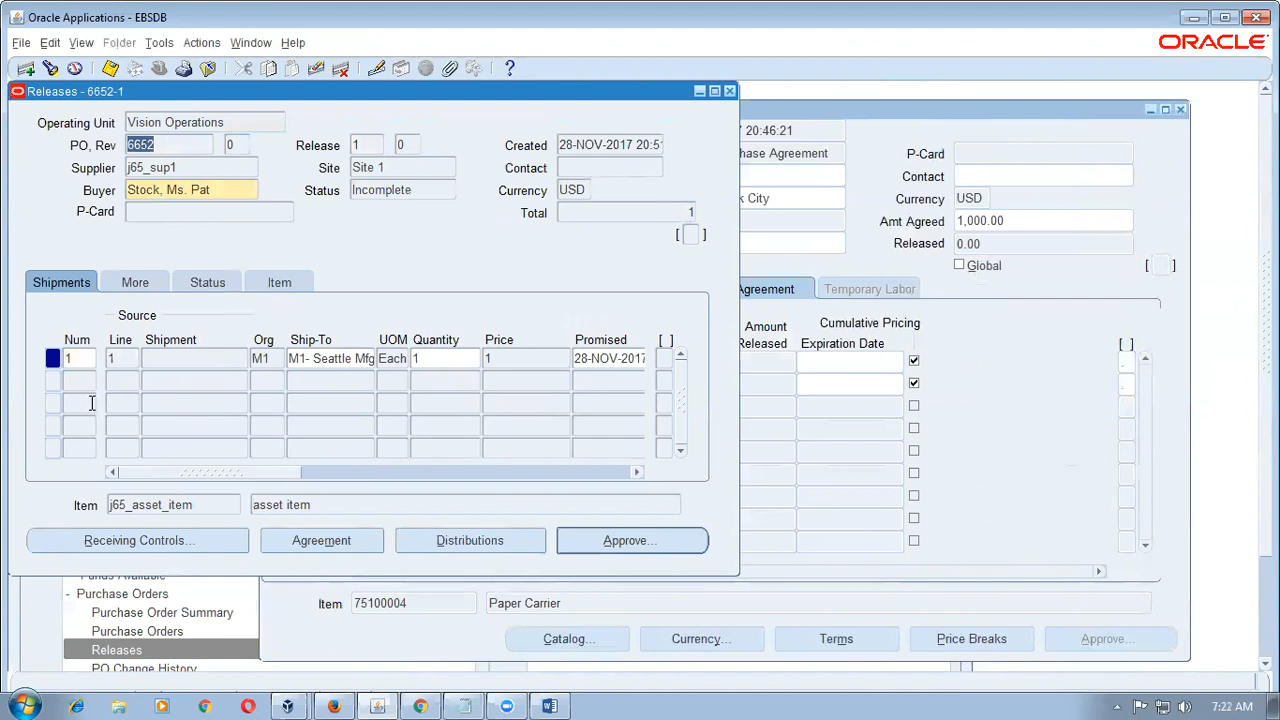 Oracle Applications - EBSDB
File Edit View Folder Tools Actions Window Help
ORACLE
Releases - 6652-1
Operating Unit Vision Operations
PO, Rev 6652 0 Release 1 0 Created 28-NOV-2017 20:5
Supplier j65_sup1 Site Site 1 Contact
Buyer Stock, Ms. Pat Status Incomplete Currency USD
P-Card Total 1
[ ]
Shipments More Status Item
Source
Num Line Shipment Org Ship-To UOM Quantity Price Promised [ ]
1 1 M1 M1- Seattle Mfg Each 1 1 28-NOV-2017
Item j65_asset_item asset item
Receiving Controls... Agreement Distributions Approve...
20:46:21
hase Agreement P-Card
Contact
k City Currency USD
Amt Agreed 1,000.00
Released 0.00
Global [ ]
Agreement Temporary Labor
Amount Cumulative Pricing
Released Expiration Date [ ]
Item 75100004 Paper Carrier
Catalog... Currency... Terms Price Breaks Approve...
Funds Available
- Purchase Orders
Purchase Order Summary
Purchase Orders
Releases
PO Change History
7:22 AM